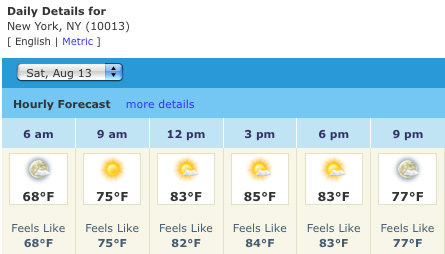 Daily Details for
New York, NY (10013)
[ English | Metric ]
Sat, Aug 13
Hourly Forecast more details
6 am 9 am 12 pm 3 pm 6 pm 9 pm
68°F 75°F 83°F 85°F 83°F 77°F
Feels Like Feels Like Feels Like Feels Like Feels Like Feels Like
68°F 75°F 82°F 84°F 83°F 77°F